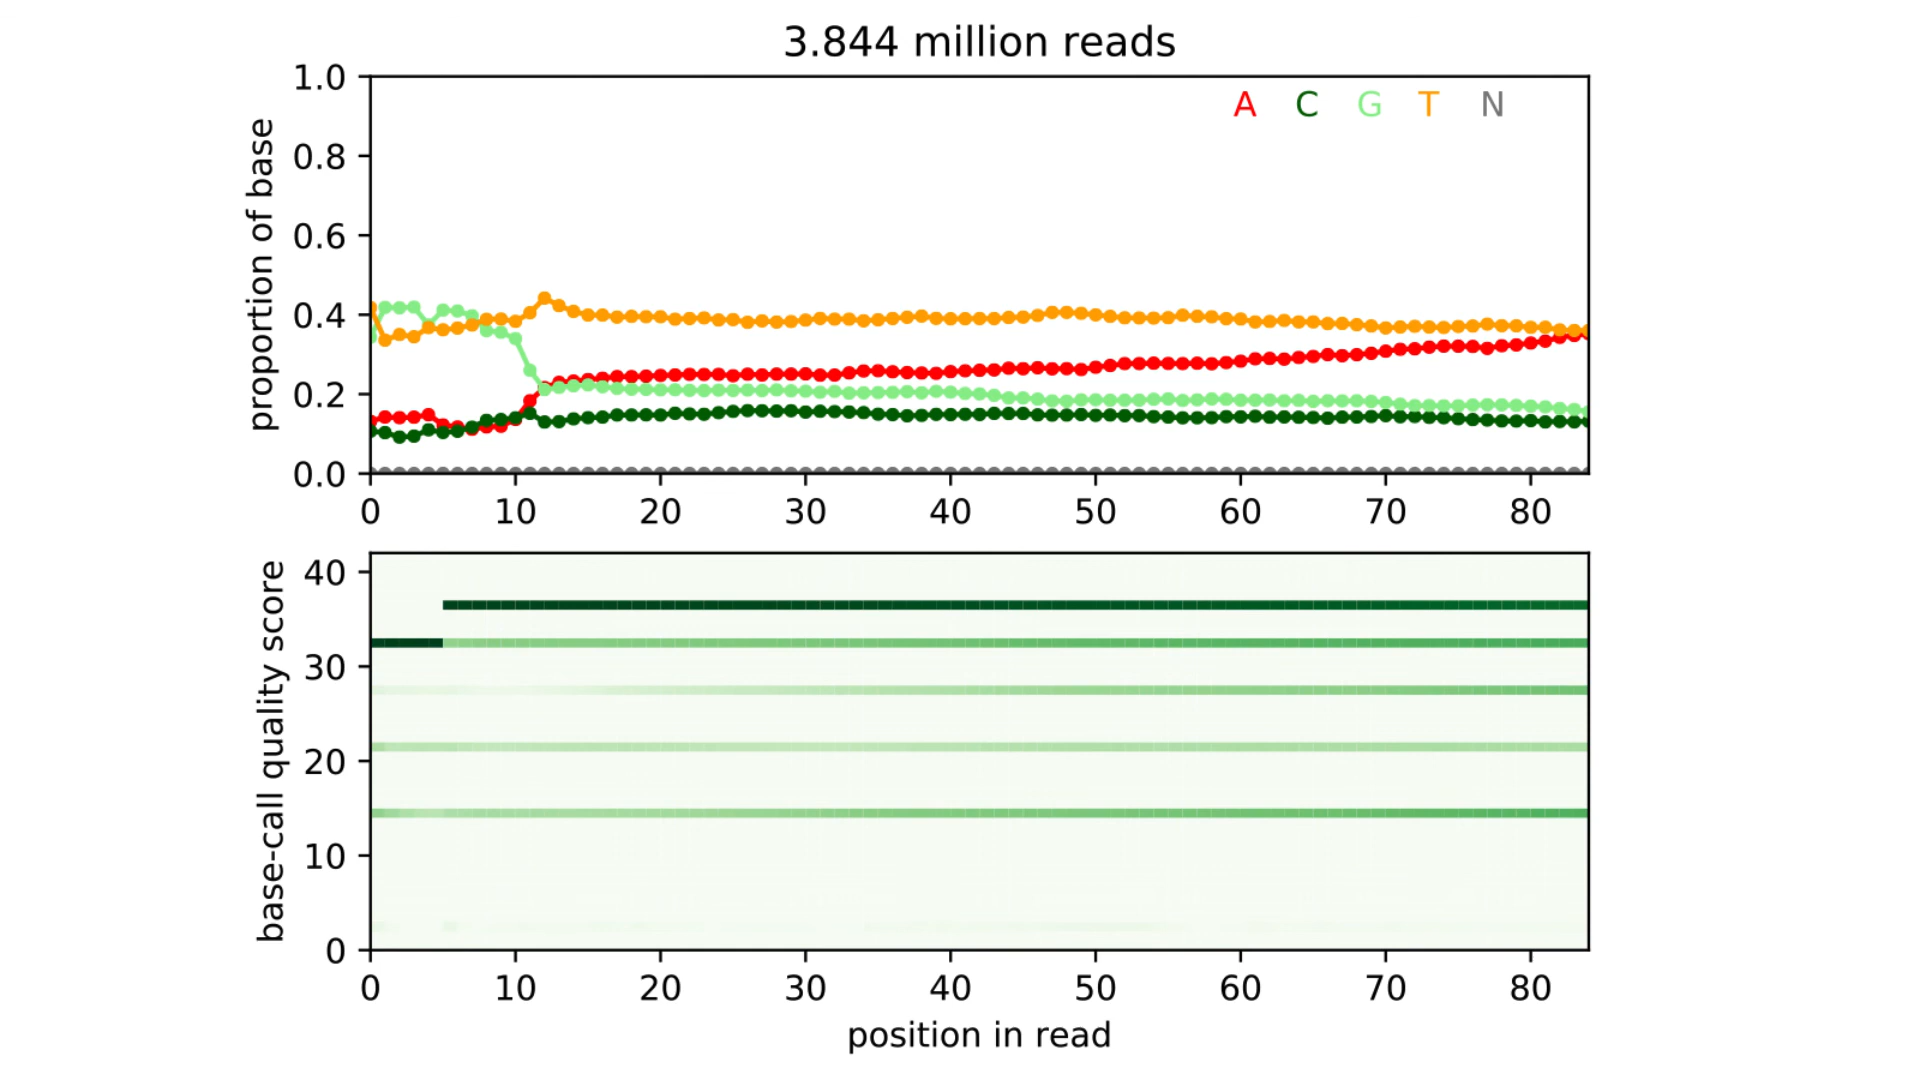 3.844 million reads
1.0
0.8
0.6
0.4
0.2
0.0
proportion of base
A C G T N
0 10 20 30 40 50 60 70 80
40
30
20
10
0
base-call quality score
0 10 20 30 40 50 60 70 80
position in read